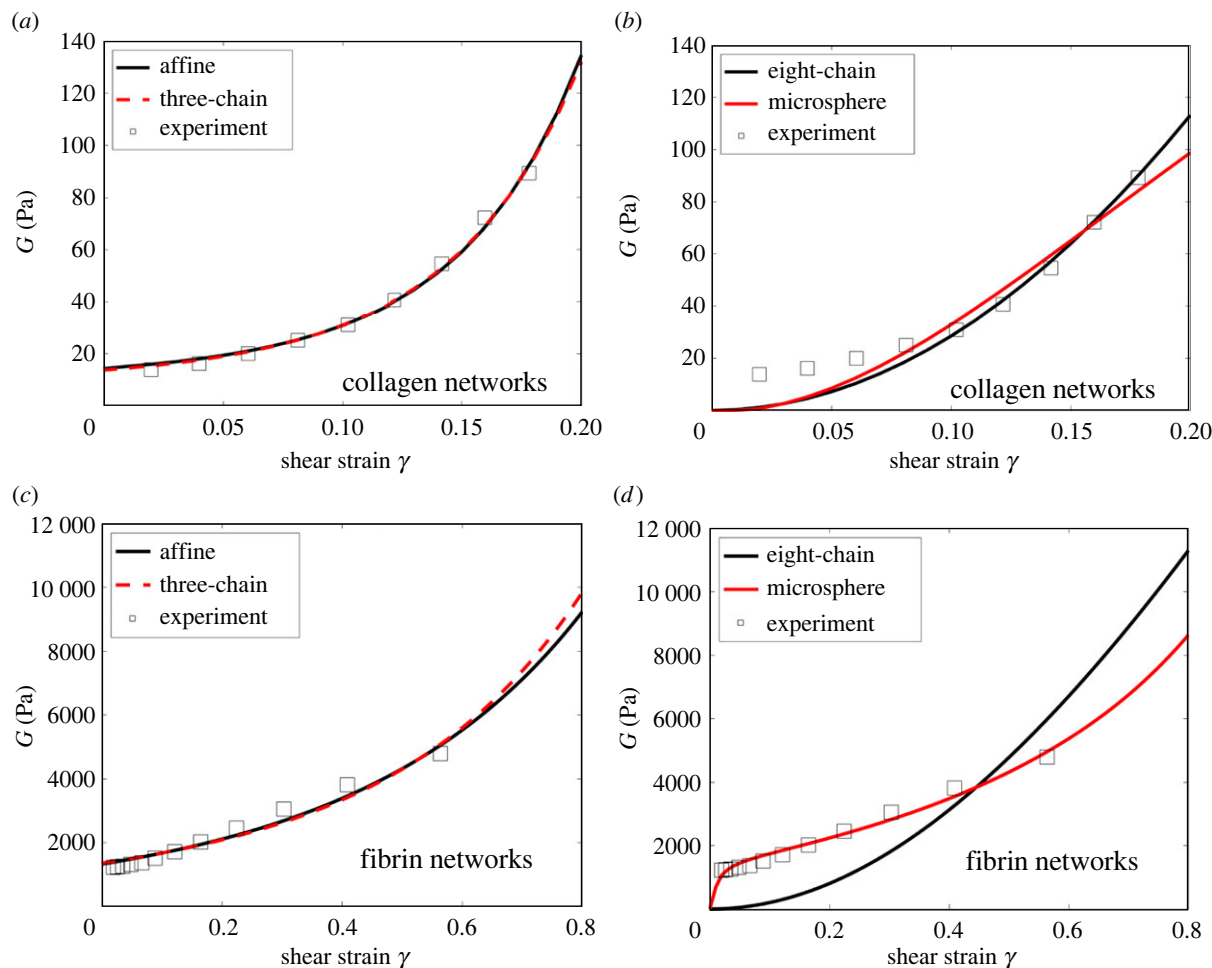 (a)
140
120
100
80
60
40
20
0
0.05
0.10
0.15
0.20
G (Pa)
shear strain γ
affine
three-chain
experiment
collagen networks
(b)
140
120
100
80
60
40
20
0
0.05
0.10
0.15
0.20
G (Pa)
shear strain γ
eight-chain
microsphere
experiment
collagen networks
(c)
12 000
10 000
8000
6000
4000
2000
0
0.2
0.4
0.6
0.8
G (Pa)
shear strain γ
affine
three-chain
experiment
fibrin networks
(d)
12 000
10 000
8000
6000
4000
2000
0
0.2
0.4
0.6
0.8
G (Pa)
shear strain γ
eight-chain
microsphere
experiment
fibrin networks